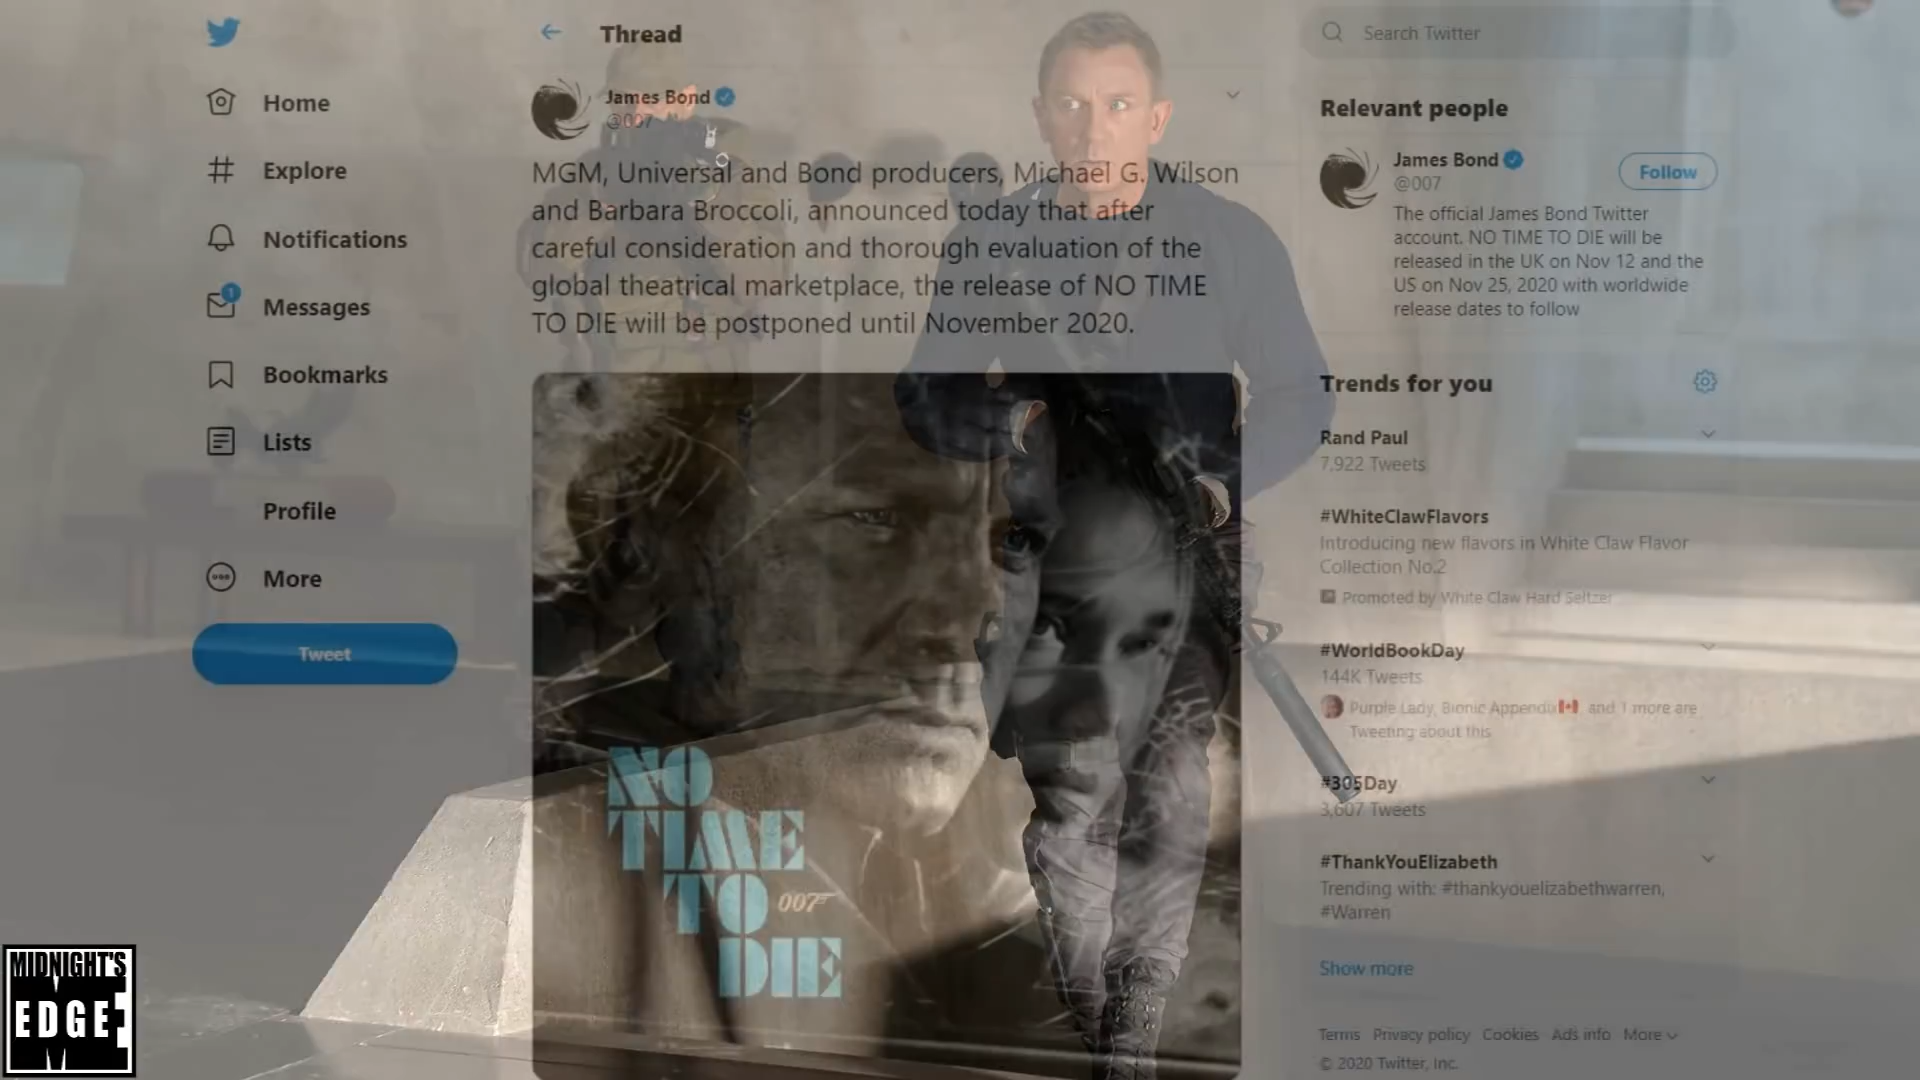 Home
Explore
Notifications
1
Messages
Bookmarks
Lists
Profile
More
Tweet
MIDNIGHT'S
EDGE
Thread
James Bond
@007
MGM, Universal and Bond producers, Michael G. Wilson
and Barbara Broccoli, announced today that after
careful consideration and thorough evaluation of the
global theatrical marketplace, the release of NO TIME
TO DIE will be postponed until November 2020.
NO
TIME
TO 007
DIE
Search Twitter
Relevant people
James Bond
@007
Follow
The official James Bond Twitter
account. NO TIME TO DIE will be
released in the UK on Nov 12 and the
US on Nov 25, 2020 with worldwide
release dates to follow
Trends for you
Rand Paul
7,922 Tweets
#WhiteClawFlavors
Introducing new flavors in White Claw Flavor
Collection No.2
Promoted by White Claw Hard Seltzer
#WorldBookDay
144K Tweets
Purple Lady, Bionic Appendu and 1 more are
Tweeting about this
#305Day
3,607 Tweets
#ThankYouElizabeth
Trending with: #thankyouelizabethwarren,
#Warren
Show more
Terms Privacy policy Cookies Ads info More
© 2020 Twitter, Inc.